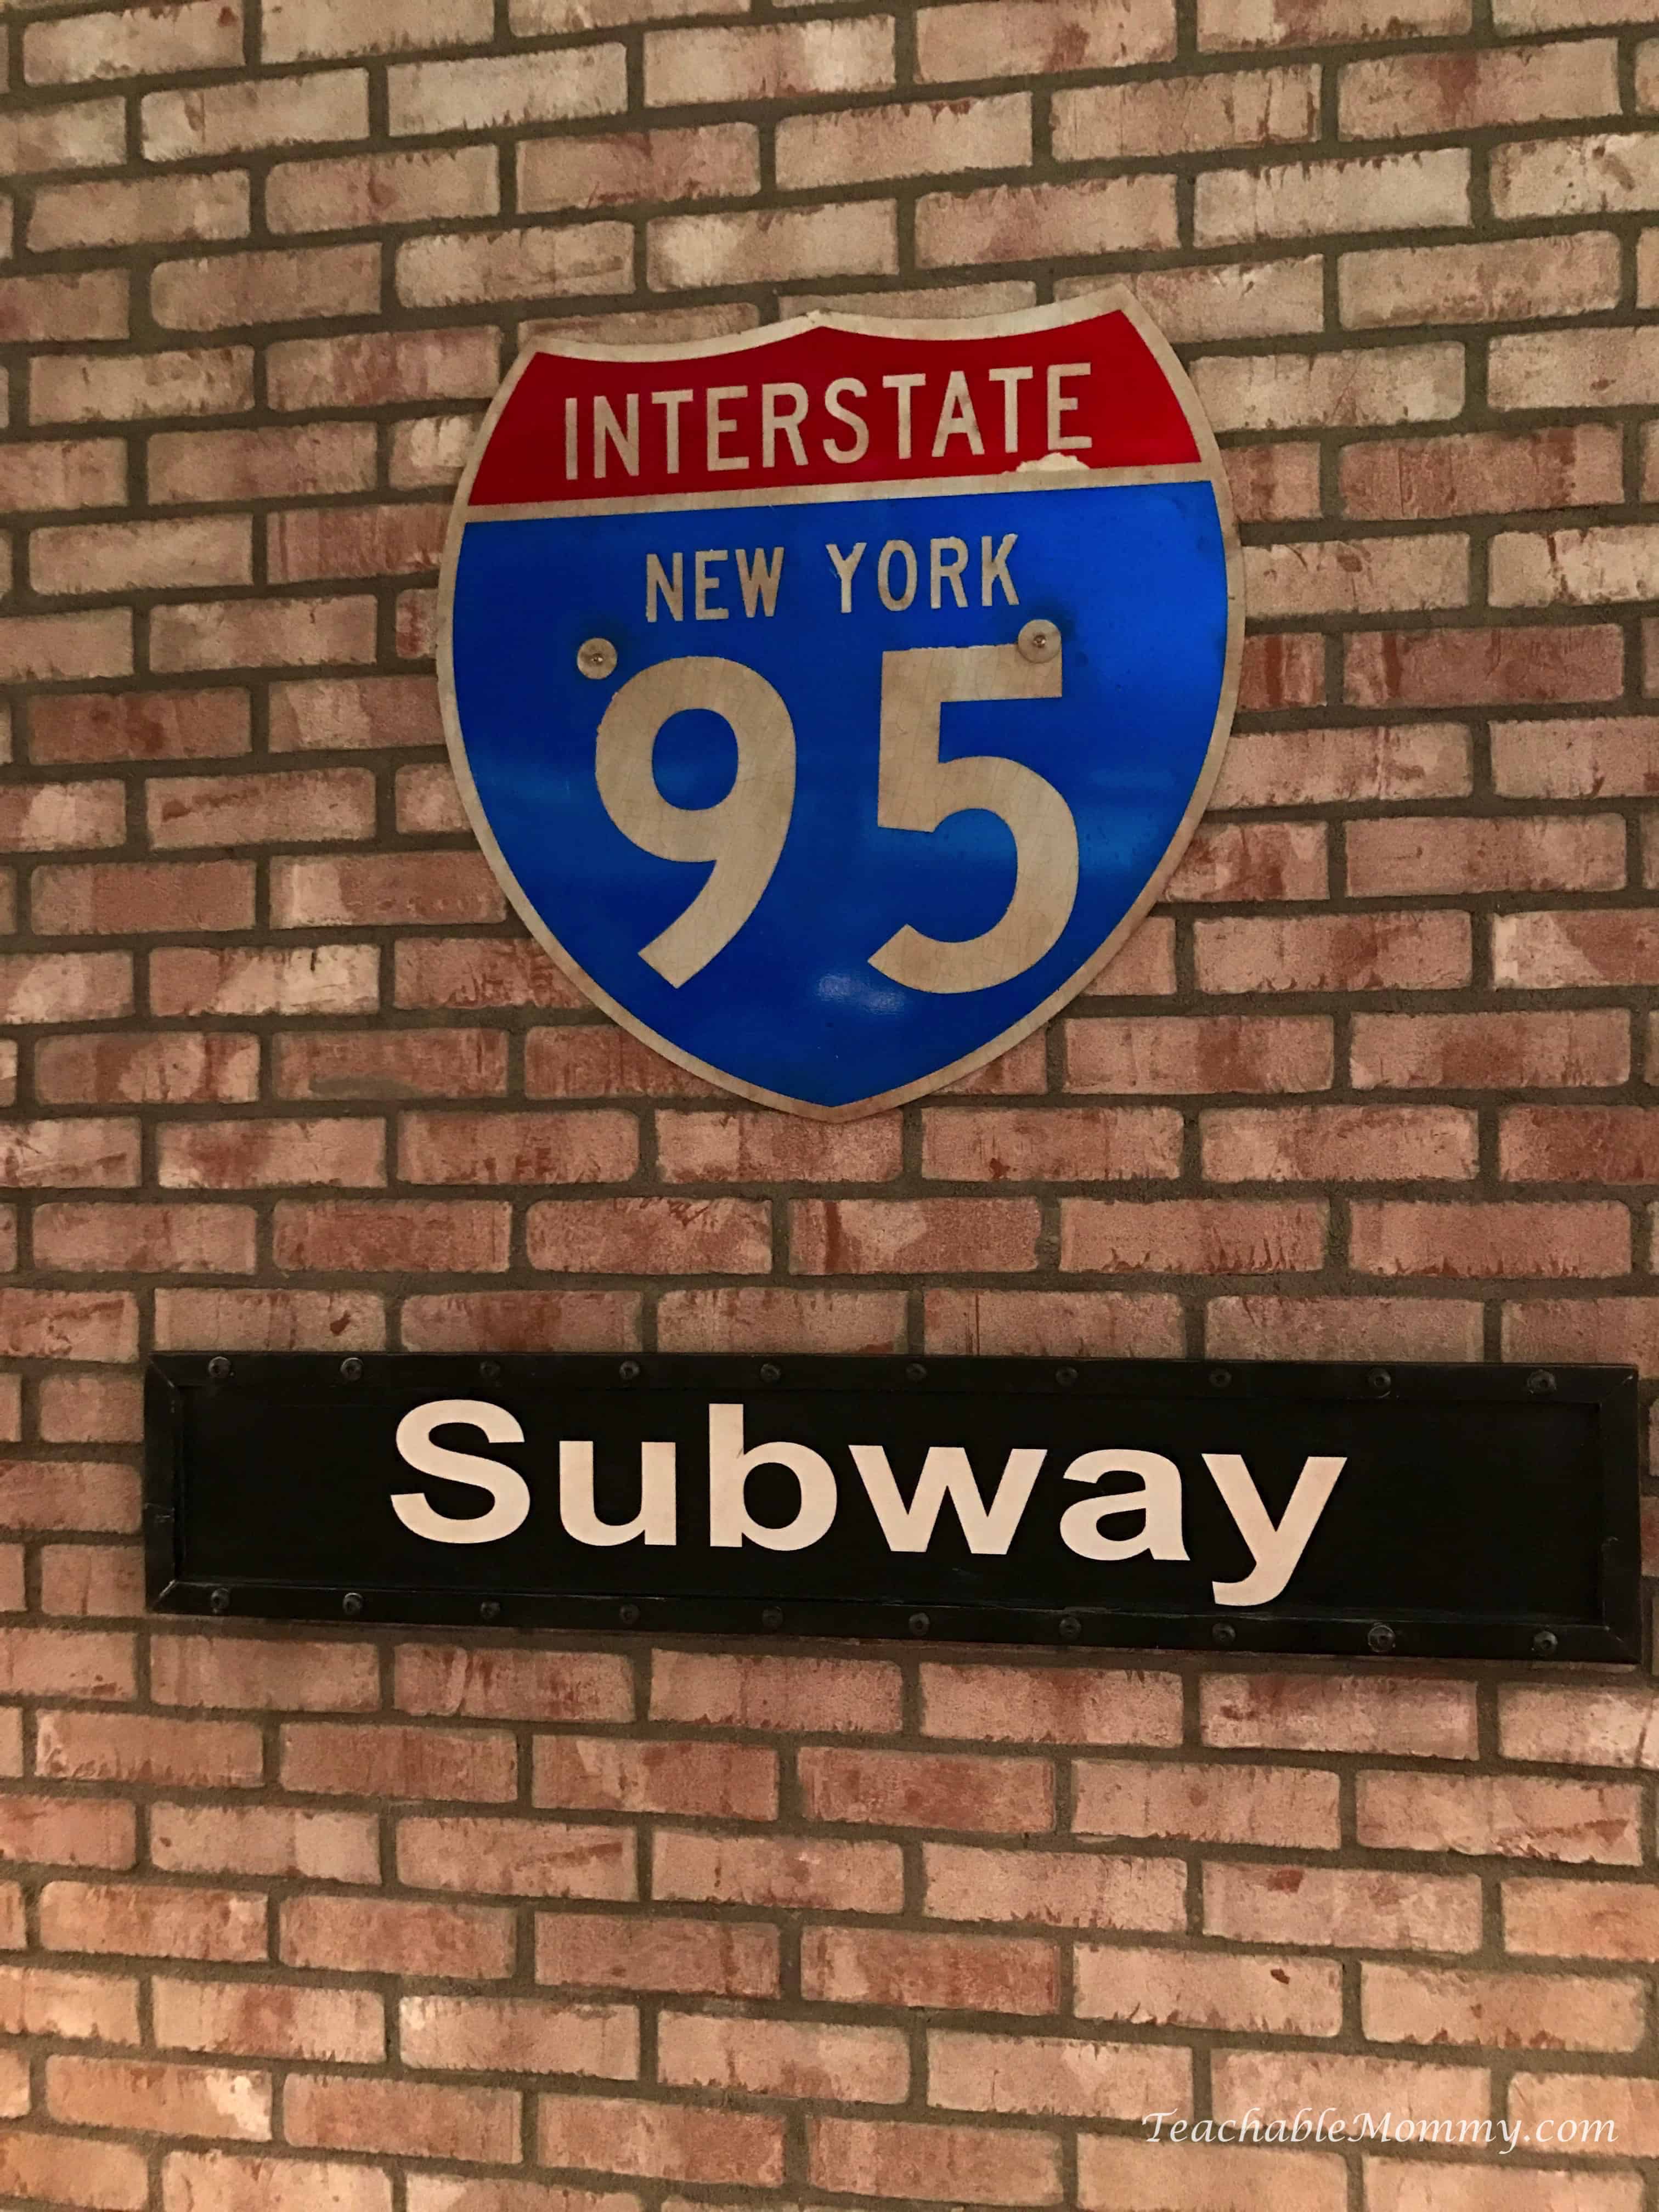 INTERSTATE
NEW YORK
95
Subway
TeachableMommy.com